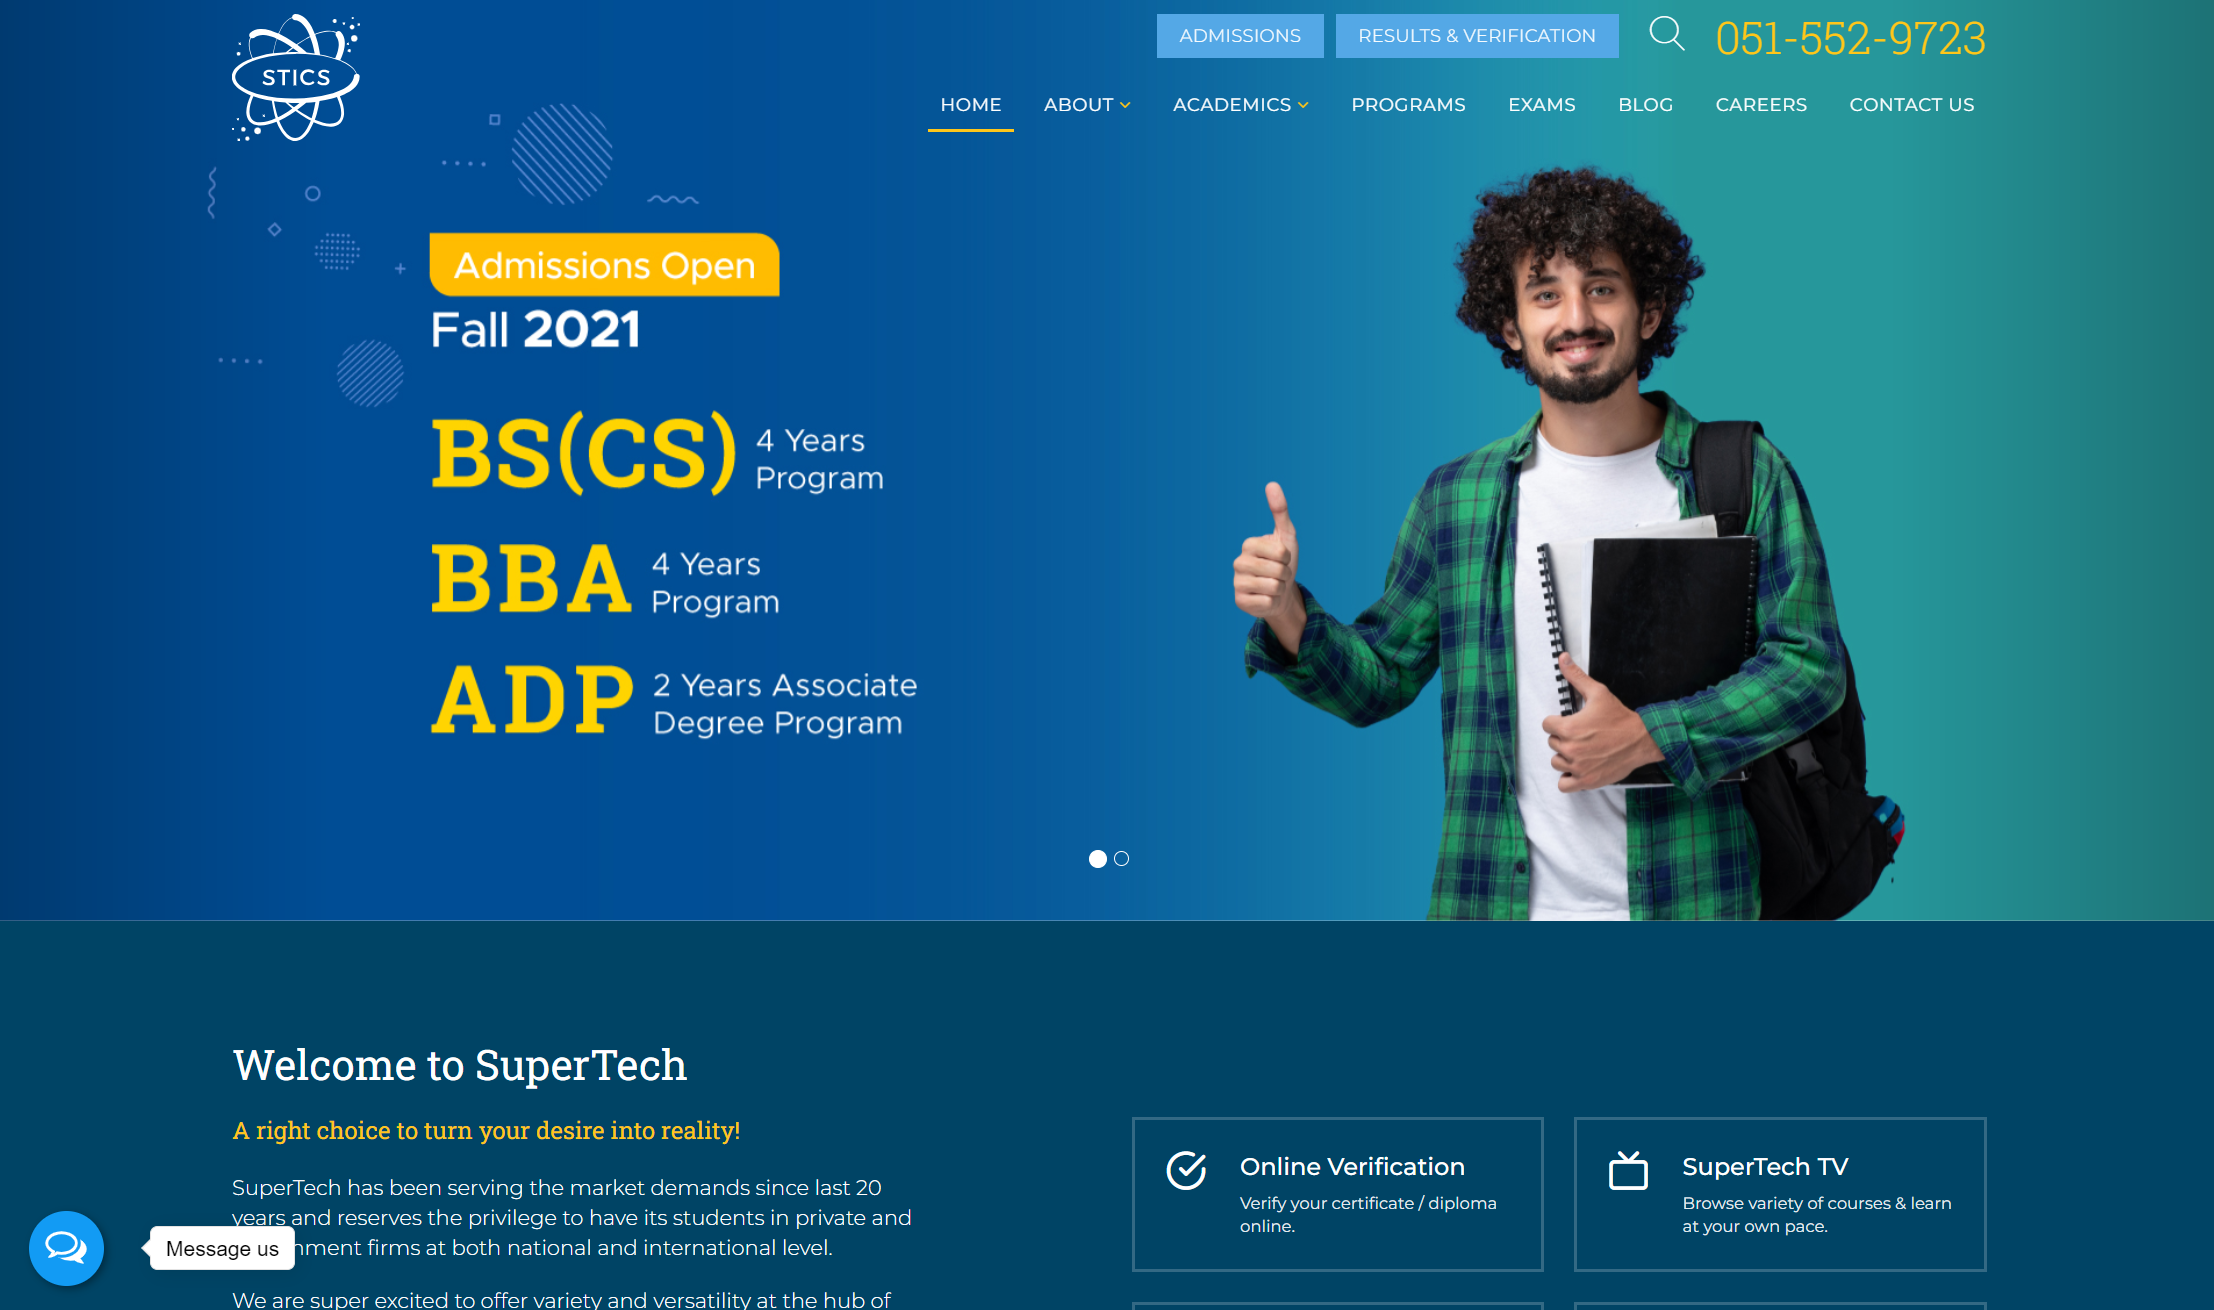 STICS
ADMISSIONS
RESULTS & VERIFICATION
051-552-9723
HOME
ABOUT
ACADEMICS
PROGRAMS
EXAMS
BLOG
CAREERS
CONTACT US
Admissions Open
Fall 2021
BS(CS)
4 Years
Program
BBA
4 Years
Program
ADP
2 Years Associate
Degree Program
Welcome to SuperTech
A right choice to turn your desire into reality!
SuperTech has been serving the market demands since last 20
years and reserves the privilege to have its students in private and
nment firms at both national and international level.
We are super excited to offer variety and versatility at the hub of
Message us
Online Verification
Verify your certificate / diploma
online.
SuperTech TV
Browse variety of courses & learn
at your own pace.